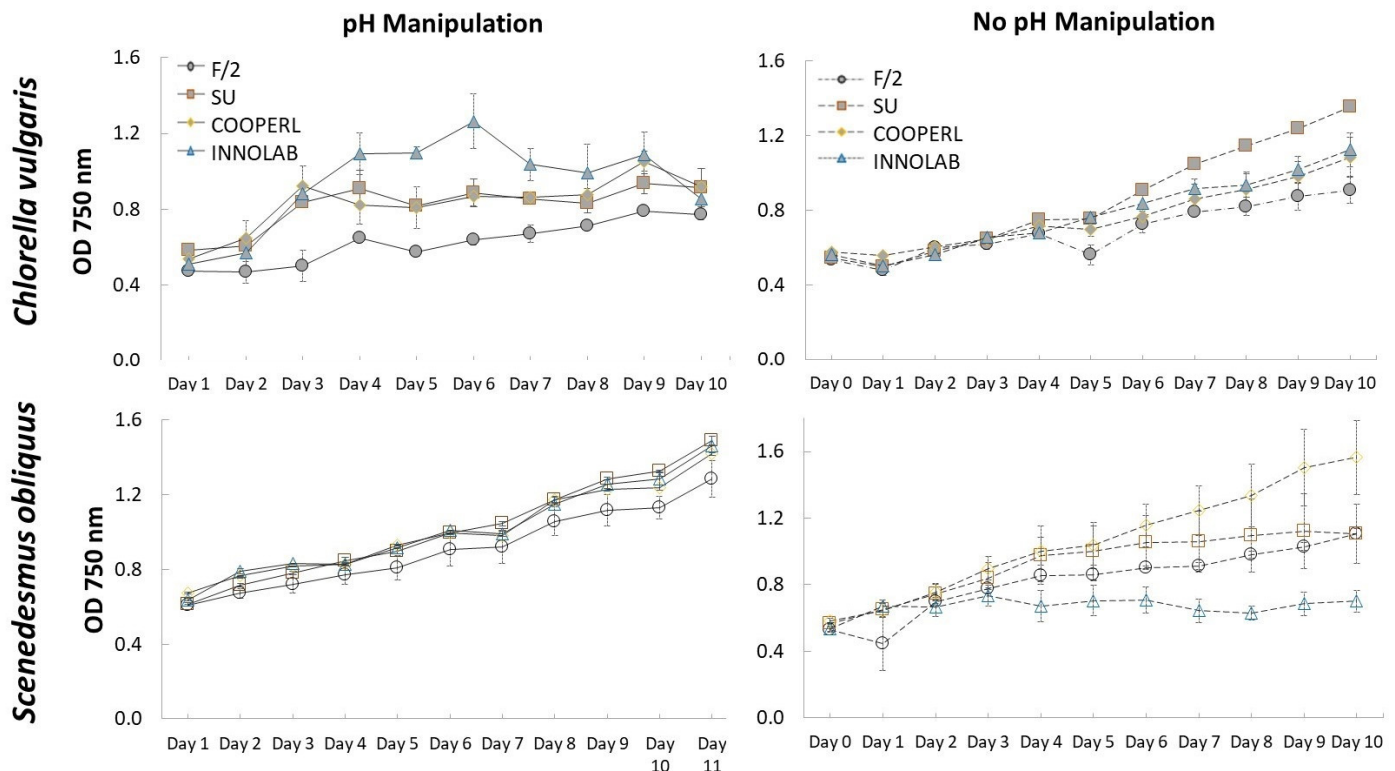 pH Manipulation
No pH Manipulation
Chlorella vulgaris
OD 750 nm
1.6
1.2
0.8
0.4
0.0
F/2
SU
COOPERL
INNOLAB
Day 1 Day 2 Day 3 Day 4 Day 5 Day 6 Day 7 Day 8 Day 9 Day 10
1.6
1.2
0.8
0.4
0.0
F/2
SU
COOPERL
INNOLAB
Day 0 Day 1 Day 2 Day 3 Day 4 Day 5 Day 6 Day 7 Day 8 Day 9 Day 10
Scenedesmus obliquus
OD 750 nm
1.6
1.2
0.8
0.4
0.0
Day 1 Day 2 Day 3 Day 4 Day 5 Day 6 Day 7 Day 8 Day 9 Day Day
10 11
1.6
1.2
0.8
0.4
0.0
Day 0 Day 1 Day 2 Day 3 Day 4 Day 5 Day 6 Day 7 Day 8 Day 9 Day 10